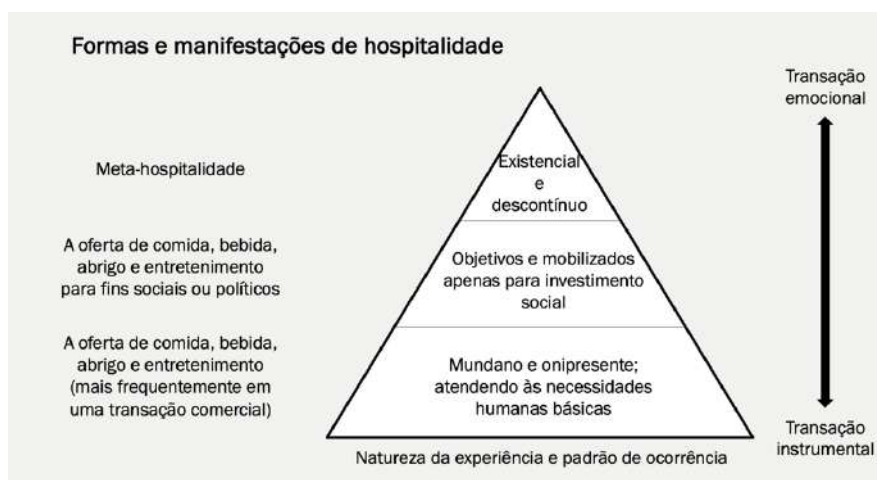 Formas e manifestações de hospitalidade
Transação
emocional
Meta-hospitalidade
Existencial
e
descontínuo
A oferta de comida, bebida,
abrigo e entretenimento
para fins sociais ou políticos
Objetivos e mobilizados
apenas para investimento
social
A oferta de comida, bebida,
abrigo e entretenimento
(mais frequentemente em
uma transação comercial)
Mundano e onipresente;
atendendo às necessidades
humanas básicas
Transação
instrumental
Natureza da experiência e padrão de ocorrência